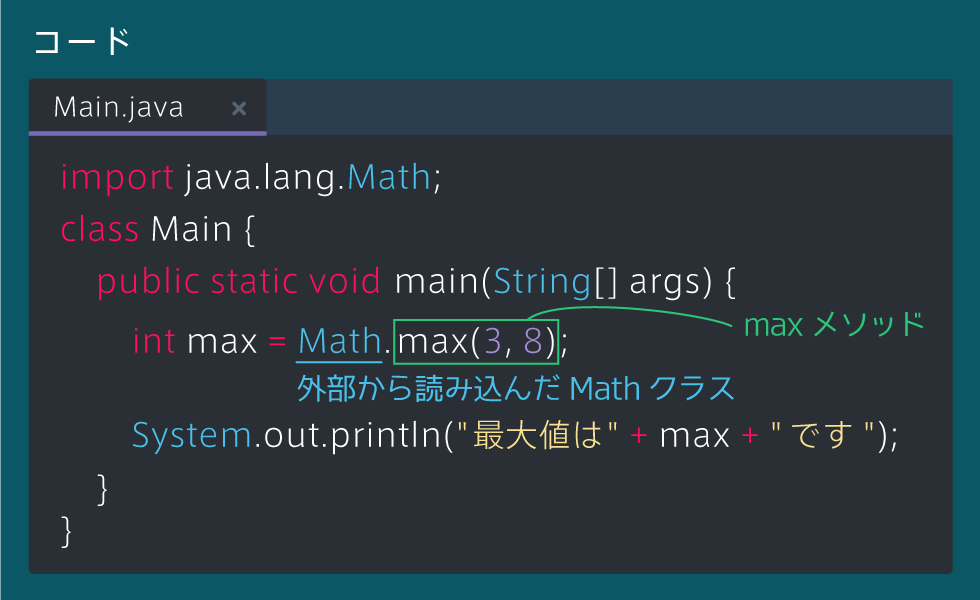 コード
Main.java ×
import java.lang.Math;
class Main {
public static void main(String[] args) {
int max = Math.max(3, 8);
max メソッド
外部から読み込んだ Math クラス
System.out.println("最大値は" + max + " です ");
}
}